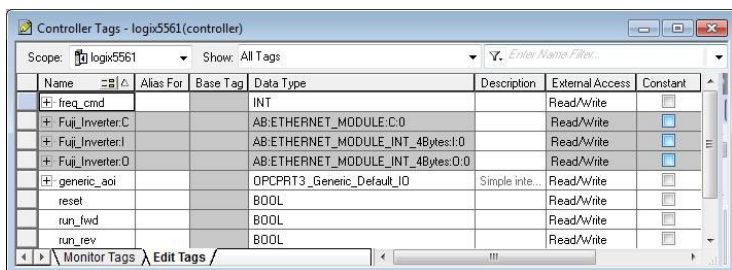 Controller Tags - logix5561(controller)
Scope: logix5561 Show: All Tags Enter Name Filter...
Name Alias For Base Tag Data Type Description External Access Constant
freq_cmd INT Read/Write
Fuji_Inverter:C AB:ETHERNET_MODULE:C:0 Read/Write
Fuji_Inverter:I AB:ETHERNET_MODULE_INT_4Bytes:I:0 Read/Write
Fuji_Inverter:O AB:ETHERNET_MODULE_INT_4Bytes:O:0 Read/Write
generic_aoi OPCPRT3_Generic_Default_IO Simple inte... Read/Write
reset BOOL Read/Write
run_fwd BOOL Read/Write
run_rev BOOL Read/Write
Monitor Tags Edit Tags